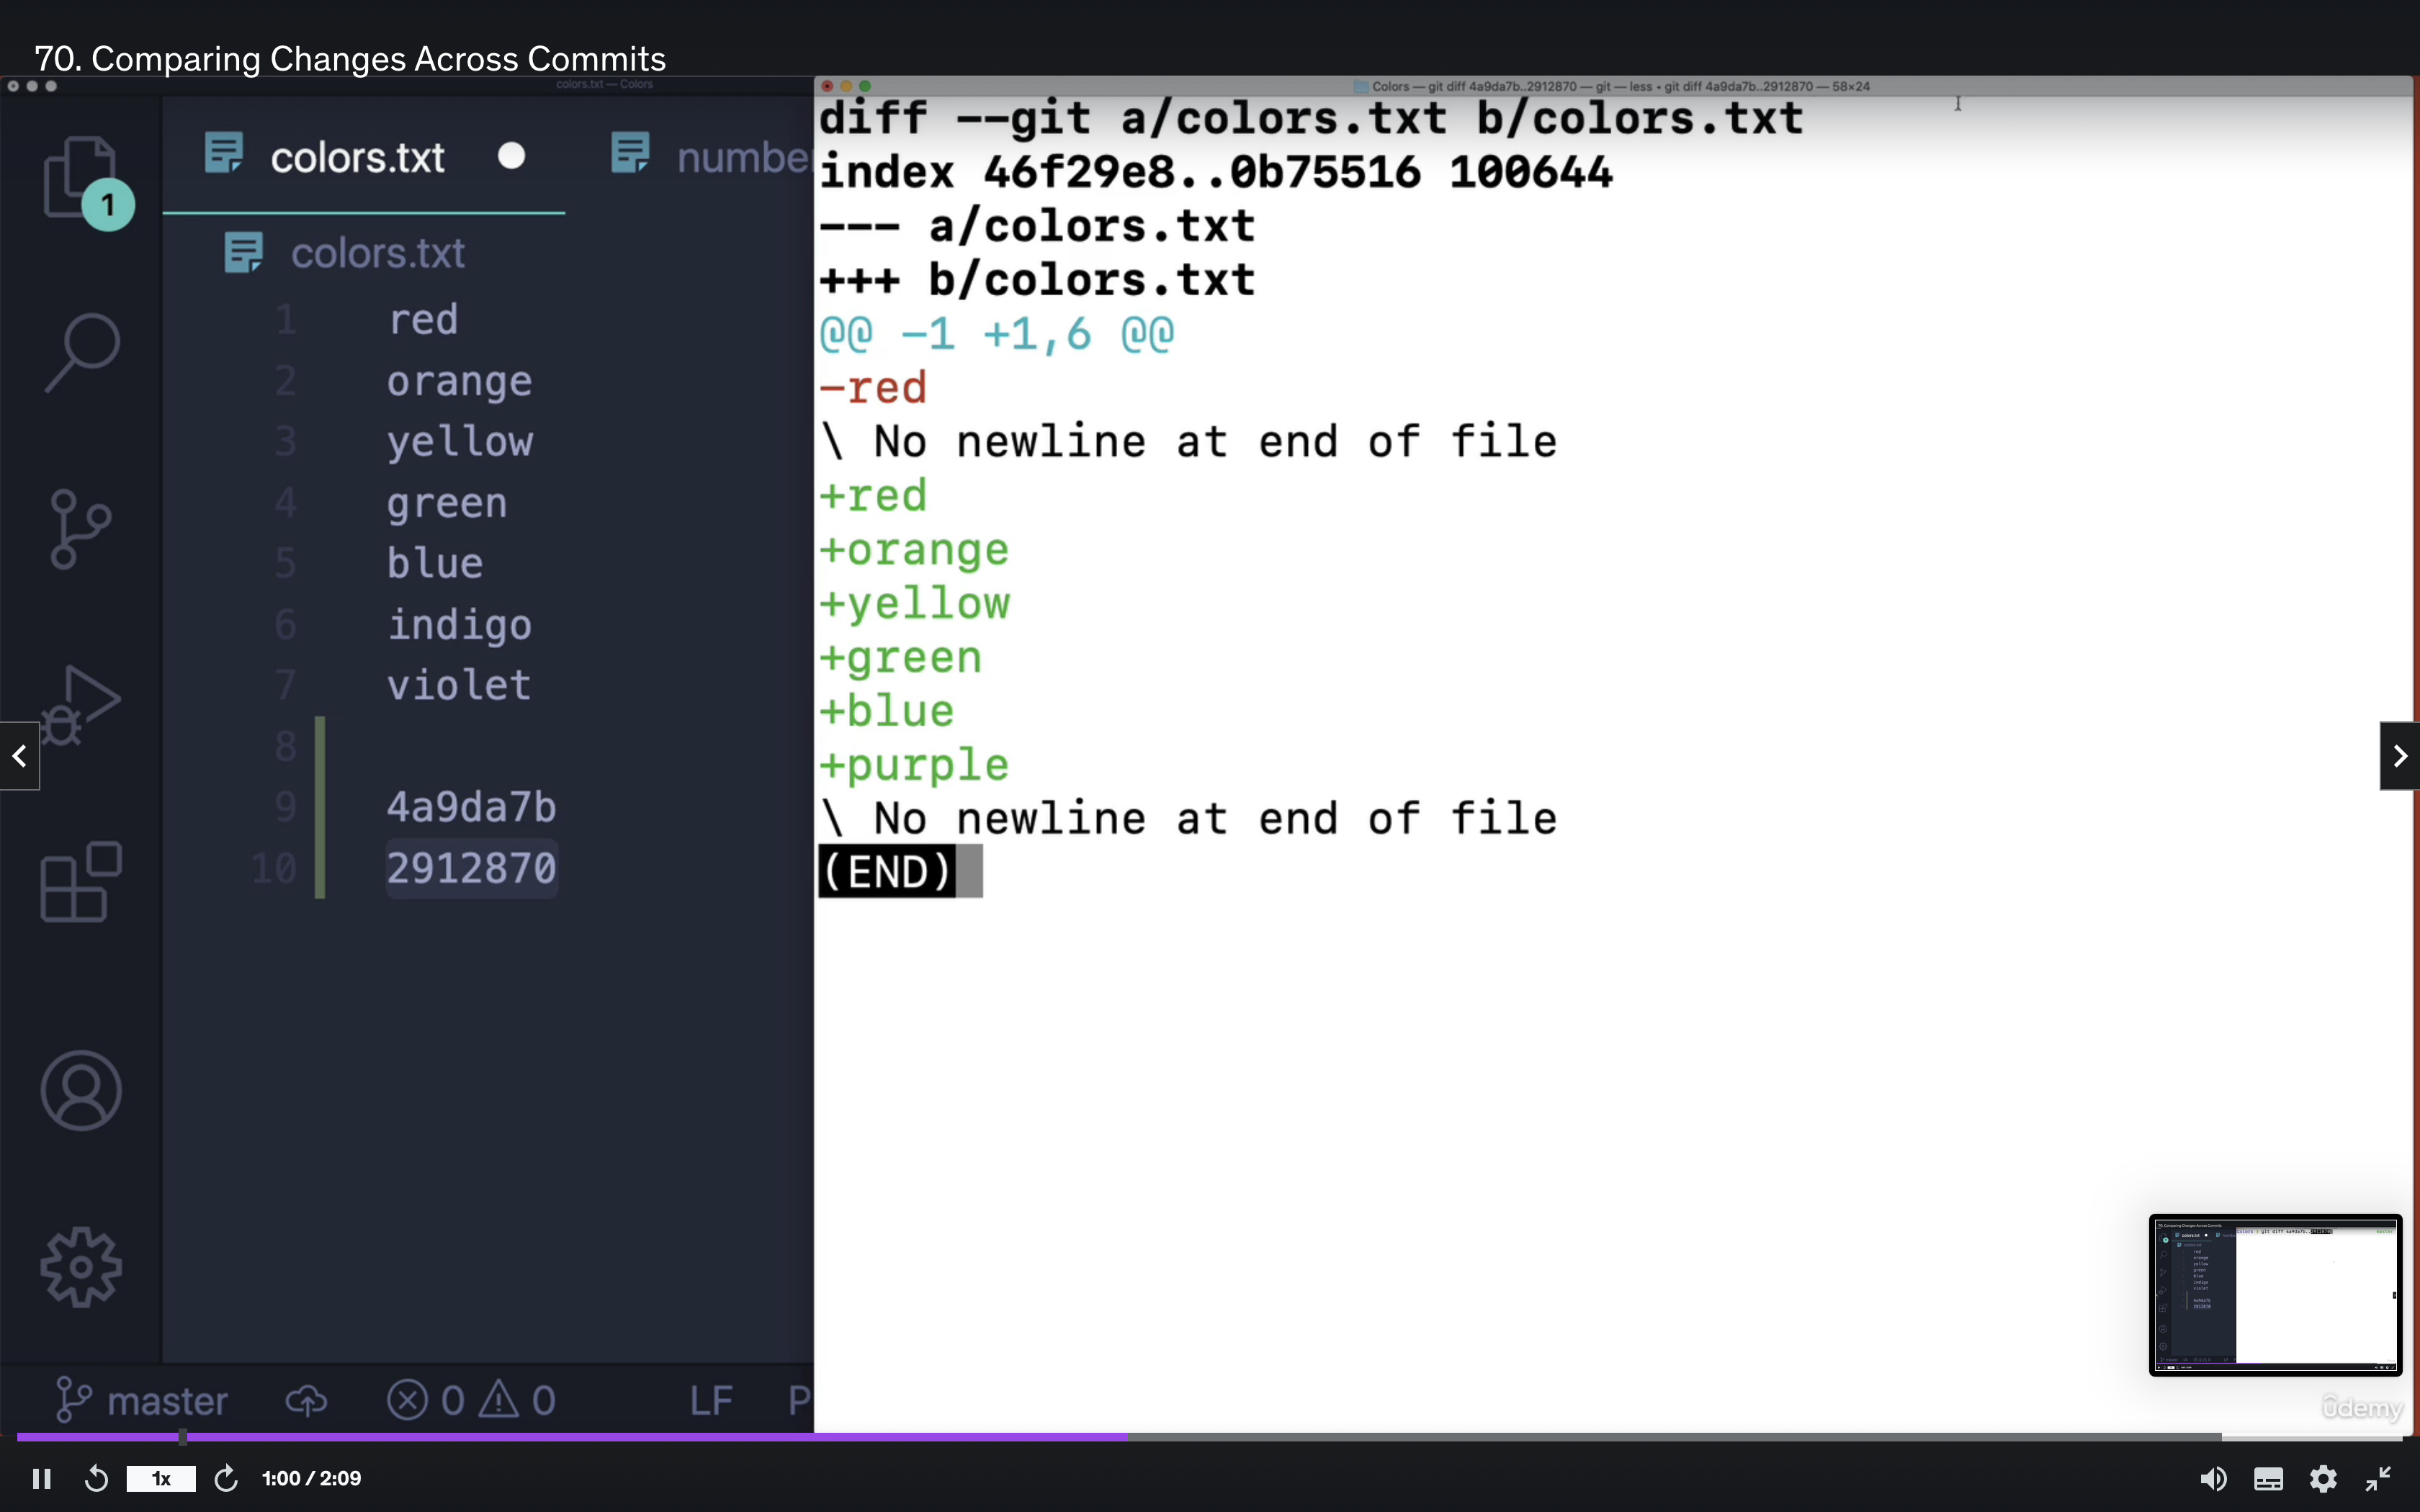 70. Comparing Changes Across Commits
colors.txt — Colors
Colors — git diff 4a9da7b..2912870 — git — less • git diff 4a9da7b..2912870 — 58×24
1
colors.txt
number
colors.txt
1 red
2 orange
3 yellow
4 green
5 blue
6 indigo
7 violet
8
9 4a9da7b
10 2912870
diff --git a/colors.txt b/colors.txt
index 46f29e8..0b75516 100644
--- a/colors.txt
+++ b/colors.txt
@@ -1 +1,6 @@
-red
\ No newline at end of file
+red
+orange
+yellow
+green
+blue
+purple
\ No newline at end of file
(END)
master
0
0
LF
P
udemy
1x
1:00 / 2:09